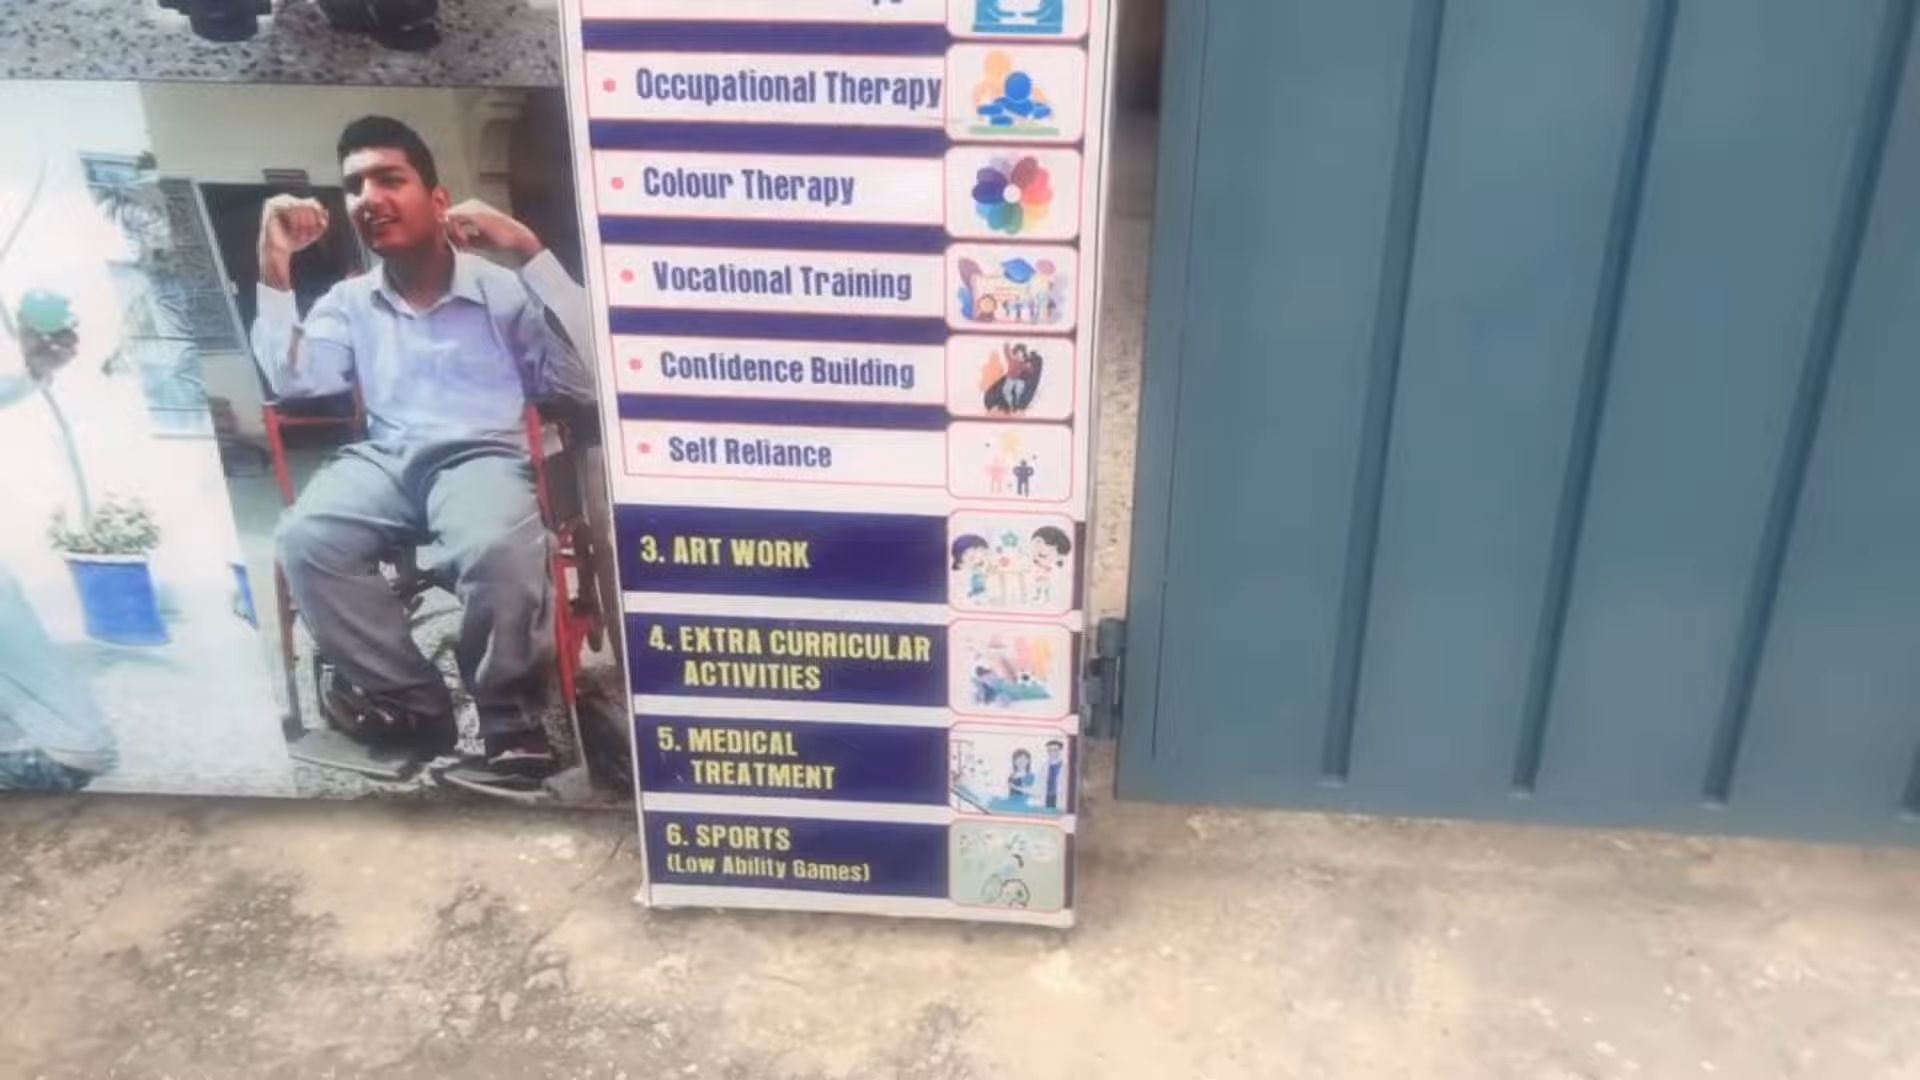 • Occupational Therapy
• Colour Therapy
• Vocational Training
• Confidence Building
• Self Reliance
3. ART WORK
4. EXTRA CURRICULAR
ACTIVITIES
5. MEDICAL
TREATMENT
6. SPORTS
(Low Ability Games)